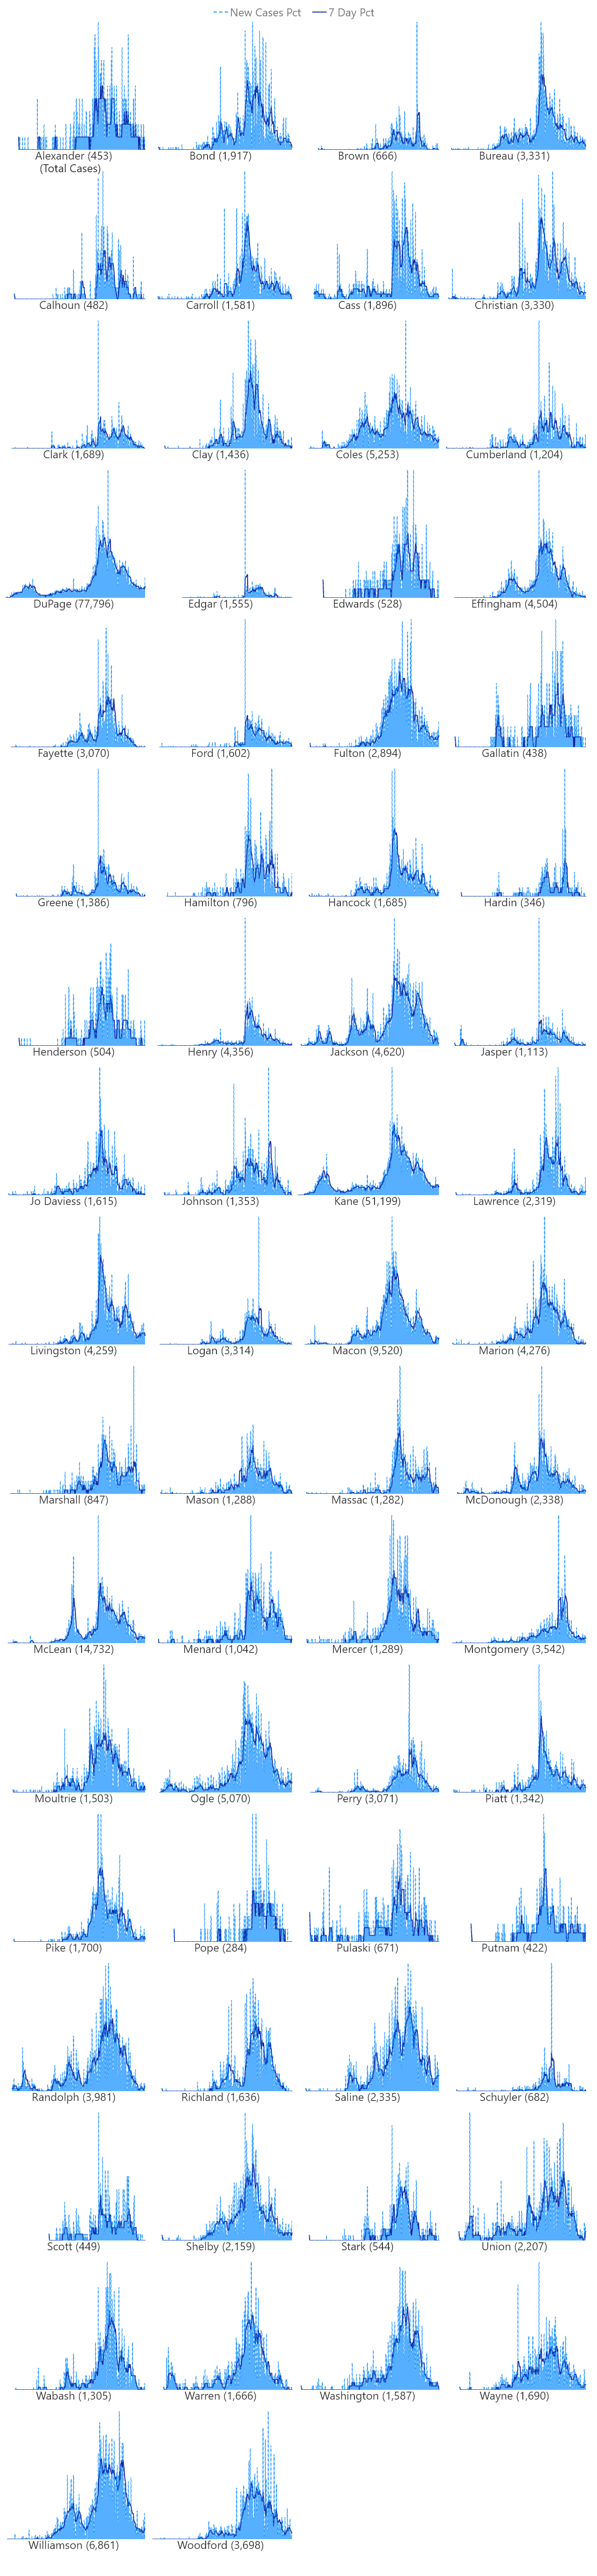 New Cases Pct 7 Day Pct
Alexander (453) Bond (1,917) Brown (666) Bureau (3,331)
(Total Cases)
Calhoun (482) Carroll (1,581) Cass (1,896) Christian (3,330)
Clark (1,689) Clay (1,436) Coles (5,253) Cumberland (1,204)
DuPage (77,796) Edgar (1,555) Edwards (528) Effingham (4,504)
Fayette (3,070) Ford (1,602) Fulton (2,894) Gallatin (438)
Greene (1,386) Hamilton (796) Hancock (1,685) Hardin (346)
Henderson (504) Henry (4,356) Jackson (4,620) Jasper (1,113)
Jo Daviess (1,615) Johnson (1,353) Kane (51,199) Lawrence (2,319)
Livingston (4,259) Logan (3,314) Macon (9,520) Marion (4,276)
Marshall (847) Mason (1,288) Massac (1,282) McDonough (2,338)
McLean (14,732) Menard (1,042) Mercer (1,289) Montgomery (3,542)
Moultrie (1,503) Ogle (5,070) Perry (3,071) Piatt (1,342)
Pike (1,700) Pope (284) Pulaski (671) Putnam (422)
Randolph (3,981) Richland (1,636) Saline (2,335) Schuyler (682)
Scott (449) Shelby (2,159) Stark (544) Union (2,207)
Wabash (1,305) Warren (1,666) Washington (1,587) Wayne (1,690)
Williamson (6,861) Woodford (3,698)